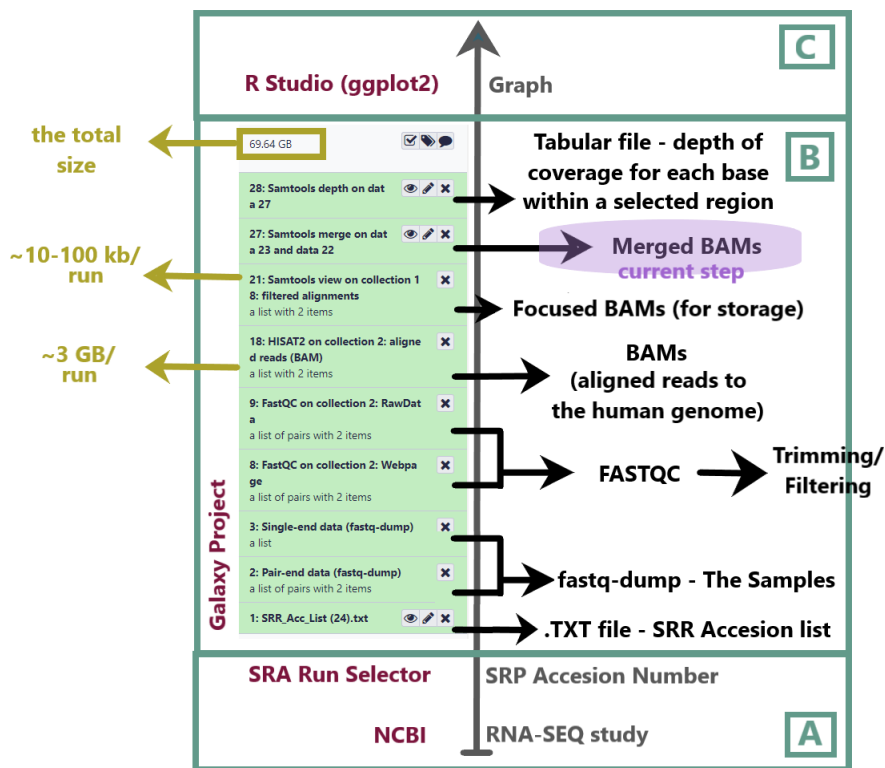 C
R Studio (ggplot2)
Graph
the total
size
69.64 GB
Tabular file - depth of
coverage for each base
within a selected region
B
28: Samtools depth on dat
a 27
27: Samtools merge on dat
a 23 and data 22
Merged BAMs
current step
~10-100 kb/
run
21: Samtools view on collection 1
8: filtered alignments
a list with 2 items
Focused BAMs (for storage)
~3 GB/
run
18: HISAT2 on collection 2: aligne
d reads (BAM)
a list with 2 items
BAMs
(aligned reads to
the human genome)
9: FastQC on collection 2: RawDat
a
a list of pairs with 2 items
8: FastQC on collection 2: Webpa
ge
a list of pairs with 2 items
FASTQC
Trimming/
Filtering
Galaxy Project
3: Single-end data (fastq-dump)
a list
2: Pair-end data (fastq-dump)
a list of pairs with 2 items
fastq-dump - The Samples
1: SRR_Acc_List (24).txt
.TXT file - SRR Accesion list
SRA Run Selector
SRP Accesion Number
NCBI
RNA-SEQ study
A